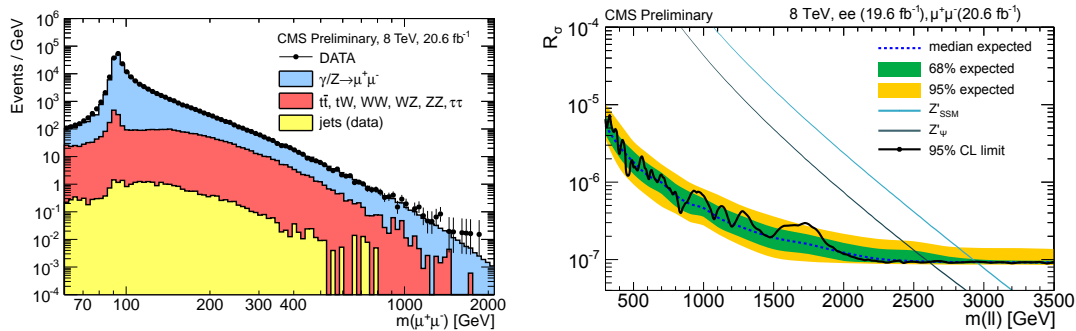 CMS Preliminary, 8 TeV, 20.6 fb⁻¹
DATA
γ/Z→μ⁺μ⁻
tt̄, tW, WW, WZ, ZZ, ττ
jets (data)
Events / GeV
10⁶
10⁵
10⁴
10³
10²
10
1
10⁻¹
10⁻²
10⁻³
10⁻⁴
70 100 200 300 400 1000 2000
m(μ⁺μ⁻) [GeV]
CMS Preliminary 8 TeV, ee (19.6 fb⁻¹),μ⁺μ⁻(20.6 fb⁻¹)
median expected
68% expected
95% expected
Z'SSM
Z'Ψ
95% CL limit
Rσ
10⁻⁴
10⁻⁵
10⁻⁶
10⁻⁷
500 1000 1500 2000 2500 3000 3500
m(ll) [GeV]